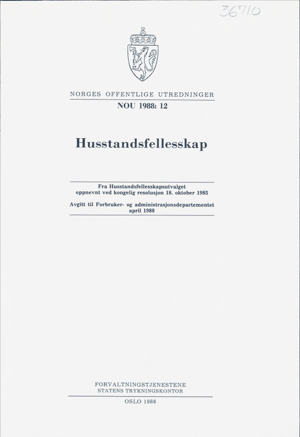 36710
NORGES OFFENTLIGE UTREDNINGER
NOU 1988: 12
Husstandsfellesskap
Fra Husstandsfellesskapsutvalget
oppnevnt ved kongelig resolusjon 18. oktober 1985
Avgitt til Forbruker- og administrasjonsdepartementet
april 1988
FORVALTNINGSTJENESTENE
STATENS TRYKNINGSKONTOR
OSLO 1988